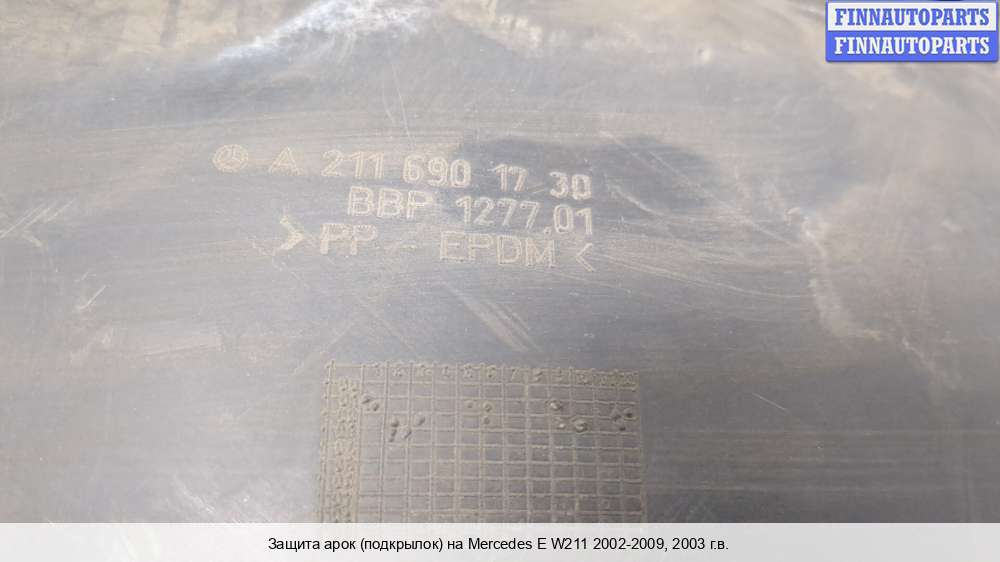 FINNAUTOPARTS
FINNAUTOPARTS
A 211 690 17 30
BBP 1277.01
>PP - EPDM<
Защита арок (подкрылок) на Mercedes E W211 2002-2009, 2003 г.в.